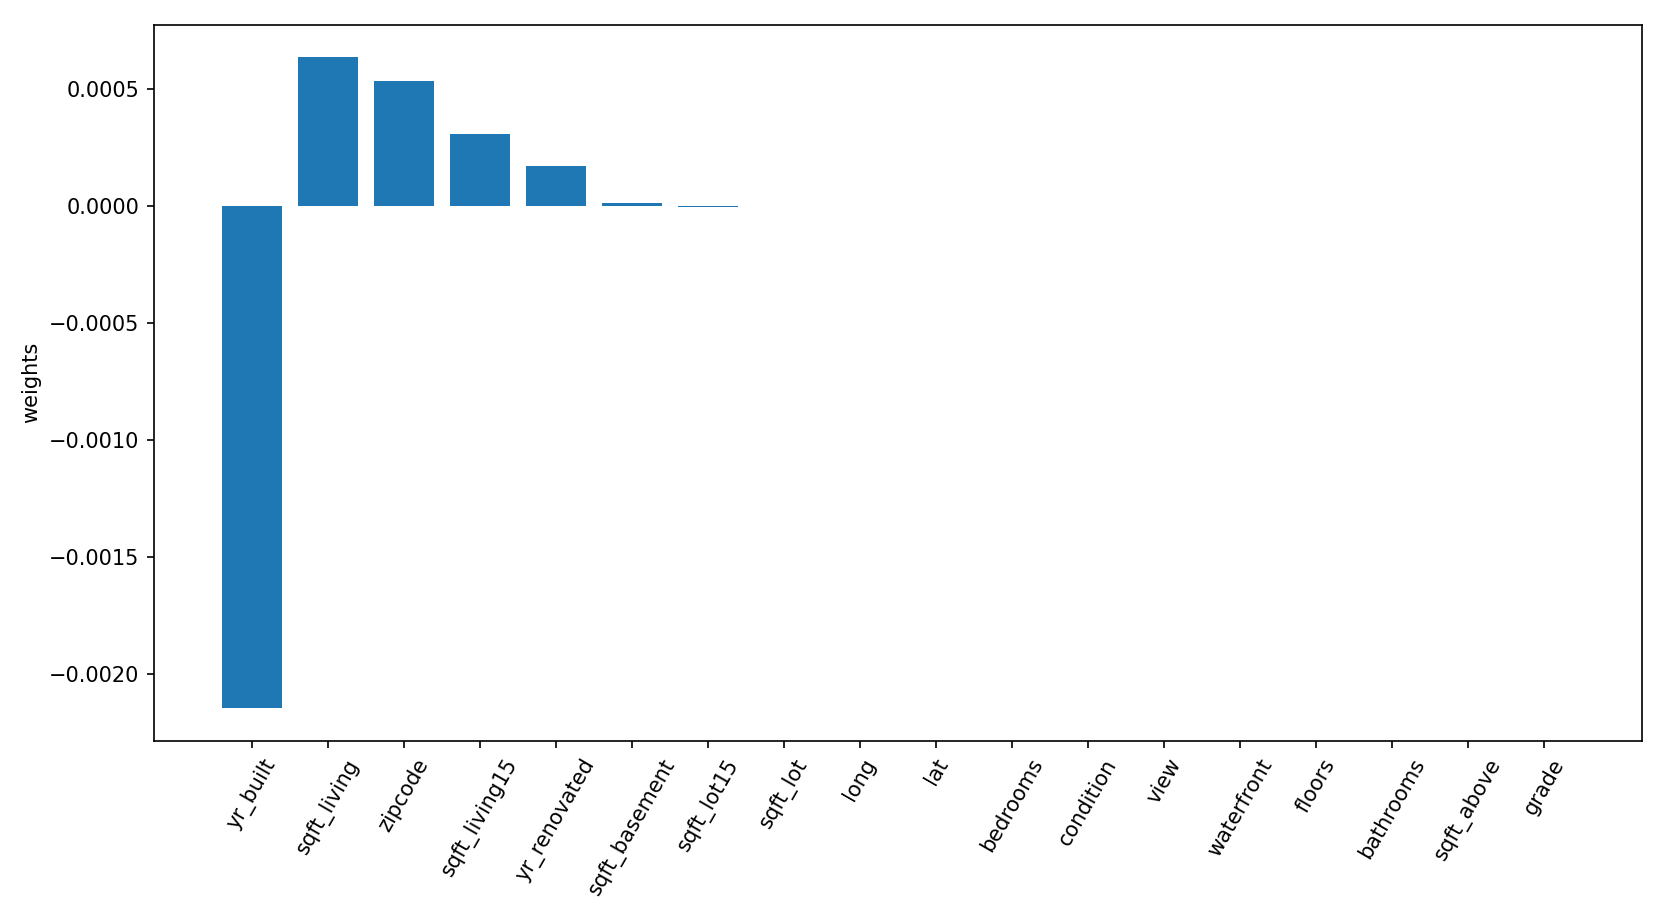 0.0005
0.0000
−0.0005
−0.0010
−0.0015
−0.0020
weights
yr_built
sqft_living
zipcode
sqft_living15
yr_renovated
sqft_basement
sqft_lot15
sqft_lot
long
lat
bedrooms
condition
view
waterfront
floors
bathrooms
sqft_above
grade